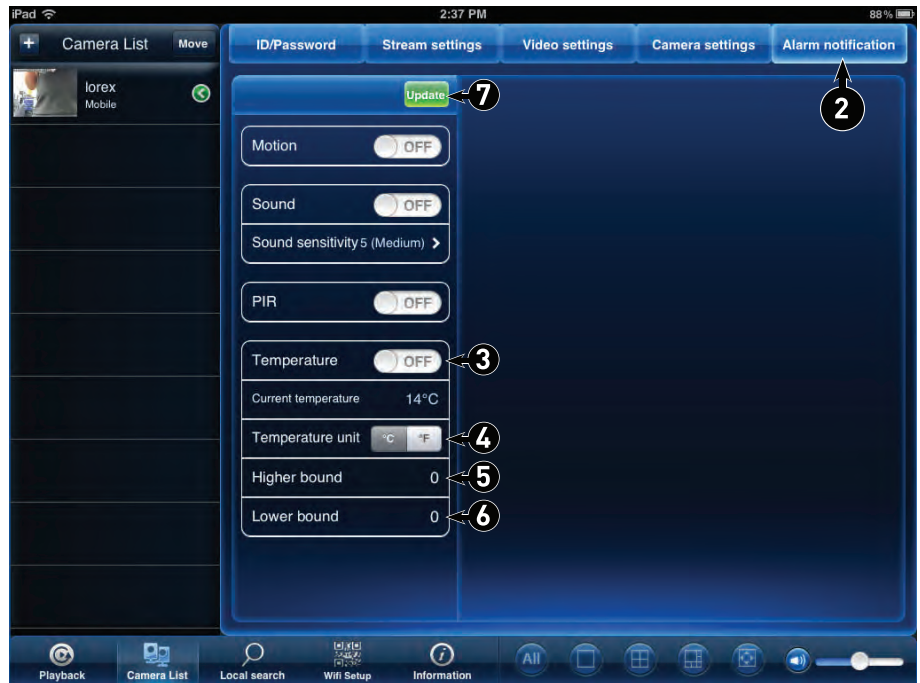 iPad 2:37 PM 88%
+ Camera List Move
ID/Password Stream settings Video settings Camera settings Alarm notification
lorex
Mobile
2
Update 7
Motion OFF
Sound OFF
Sound sensitivity 5 (Medium)
PIR OFF
Temperature OFF 3
Current temperature 14°C
Temperature unit °C °F 4
Higher bound 0 5
Lower bound 0 6
Playback Camera List Local search Wifi Setup Information All